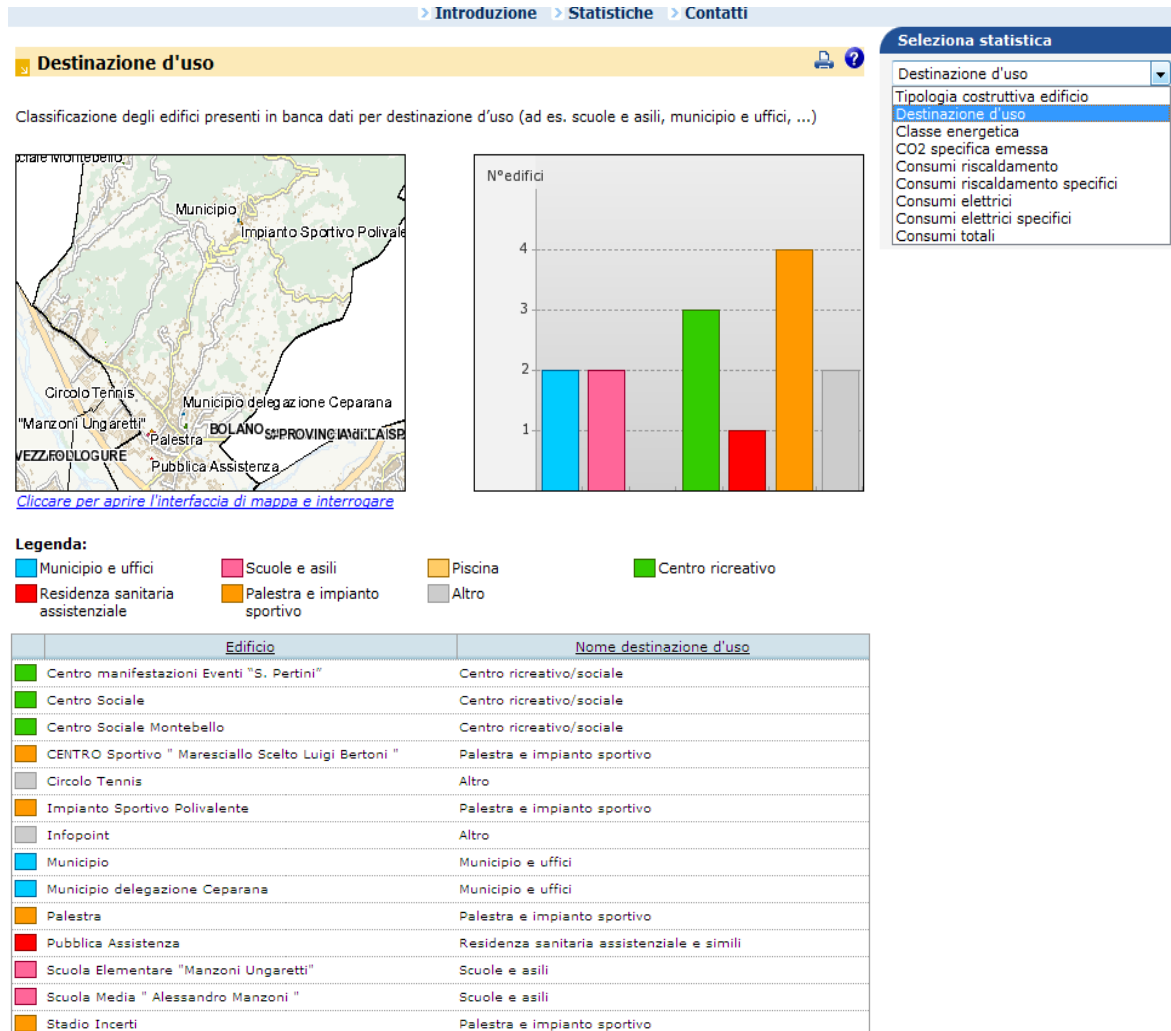 Introduzione Statistiche Contatti
Destinazione d'uso
Classificazione degli edifici presenti in banca dati per destinazione d'uso (ad es. scuole e asili, municipio e uffici, ...)
Seleziona statistica
Destinazione d'uso
Tipologia costruttiva edificio
Destinazione d'uso
Classe energetica
CO2 specifica emessa
Consumi riscaldamento
Consumi riscaldamento specifici
Consumi elettrici
Consumi elettrici specifici
Consumi totali
Municipio
Impianto Sportivo Polivale
Circolo Tennis
Municipio delegazione Ceparana
"Manzoni Ungaretti"
Palestra
BOLANO
Pubblica Assistenza
Cliccare per aprire l'interfaccia di mappa e interrogare
N°edifici
4
3
2
1
Legenda:
Municipio e uffici
Scuole e asili
Piscina
Centro ricreativo
Residenza sanitaria
assistenziale
Palestra e impianto
sportivo
Altro
Edificio Nome destinazione d'uso
Centro manifestazioni Eventi "S. Pertini" Centro ricreativo/sociale
Centro Sociale Centro ricreativo/sociale
Centro Sociale Montebello Centro ricreativo/sociale
CENTRO Sportivo " Maresciallo Scelto Luigi Bertoni " Palestra e impianto sportivo
Circolo Tennis Altro
Impianto Sportivo Polivalente Palestra e impianto sportivo
Infopoint Altro
Municipio Municipio e uffici
Municipio delegazione Ceparana Municipio e uffici
Palestra Palestra e impianto sportivo
Pubblica Assistenza Residenza sanitaria assistenziale e simili
Scuola Elementare "Manzoni Ungaretti" Scuole e asili
Scuola Media " Alessandro Manzoni " Scuole e asili
Stadio Incerti Palestra e impianto sportivo